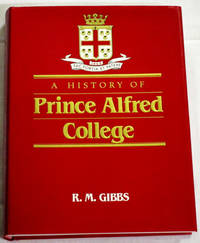 A HISTORY OF
Prince Alfred
College
R. M. GIBBS